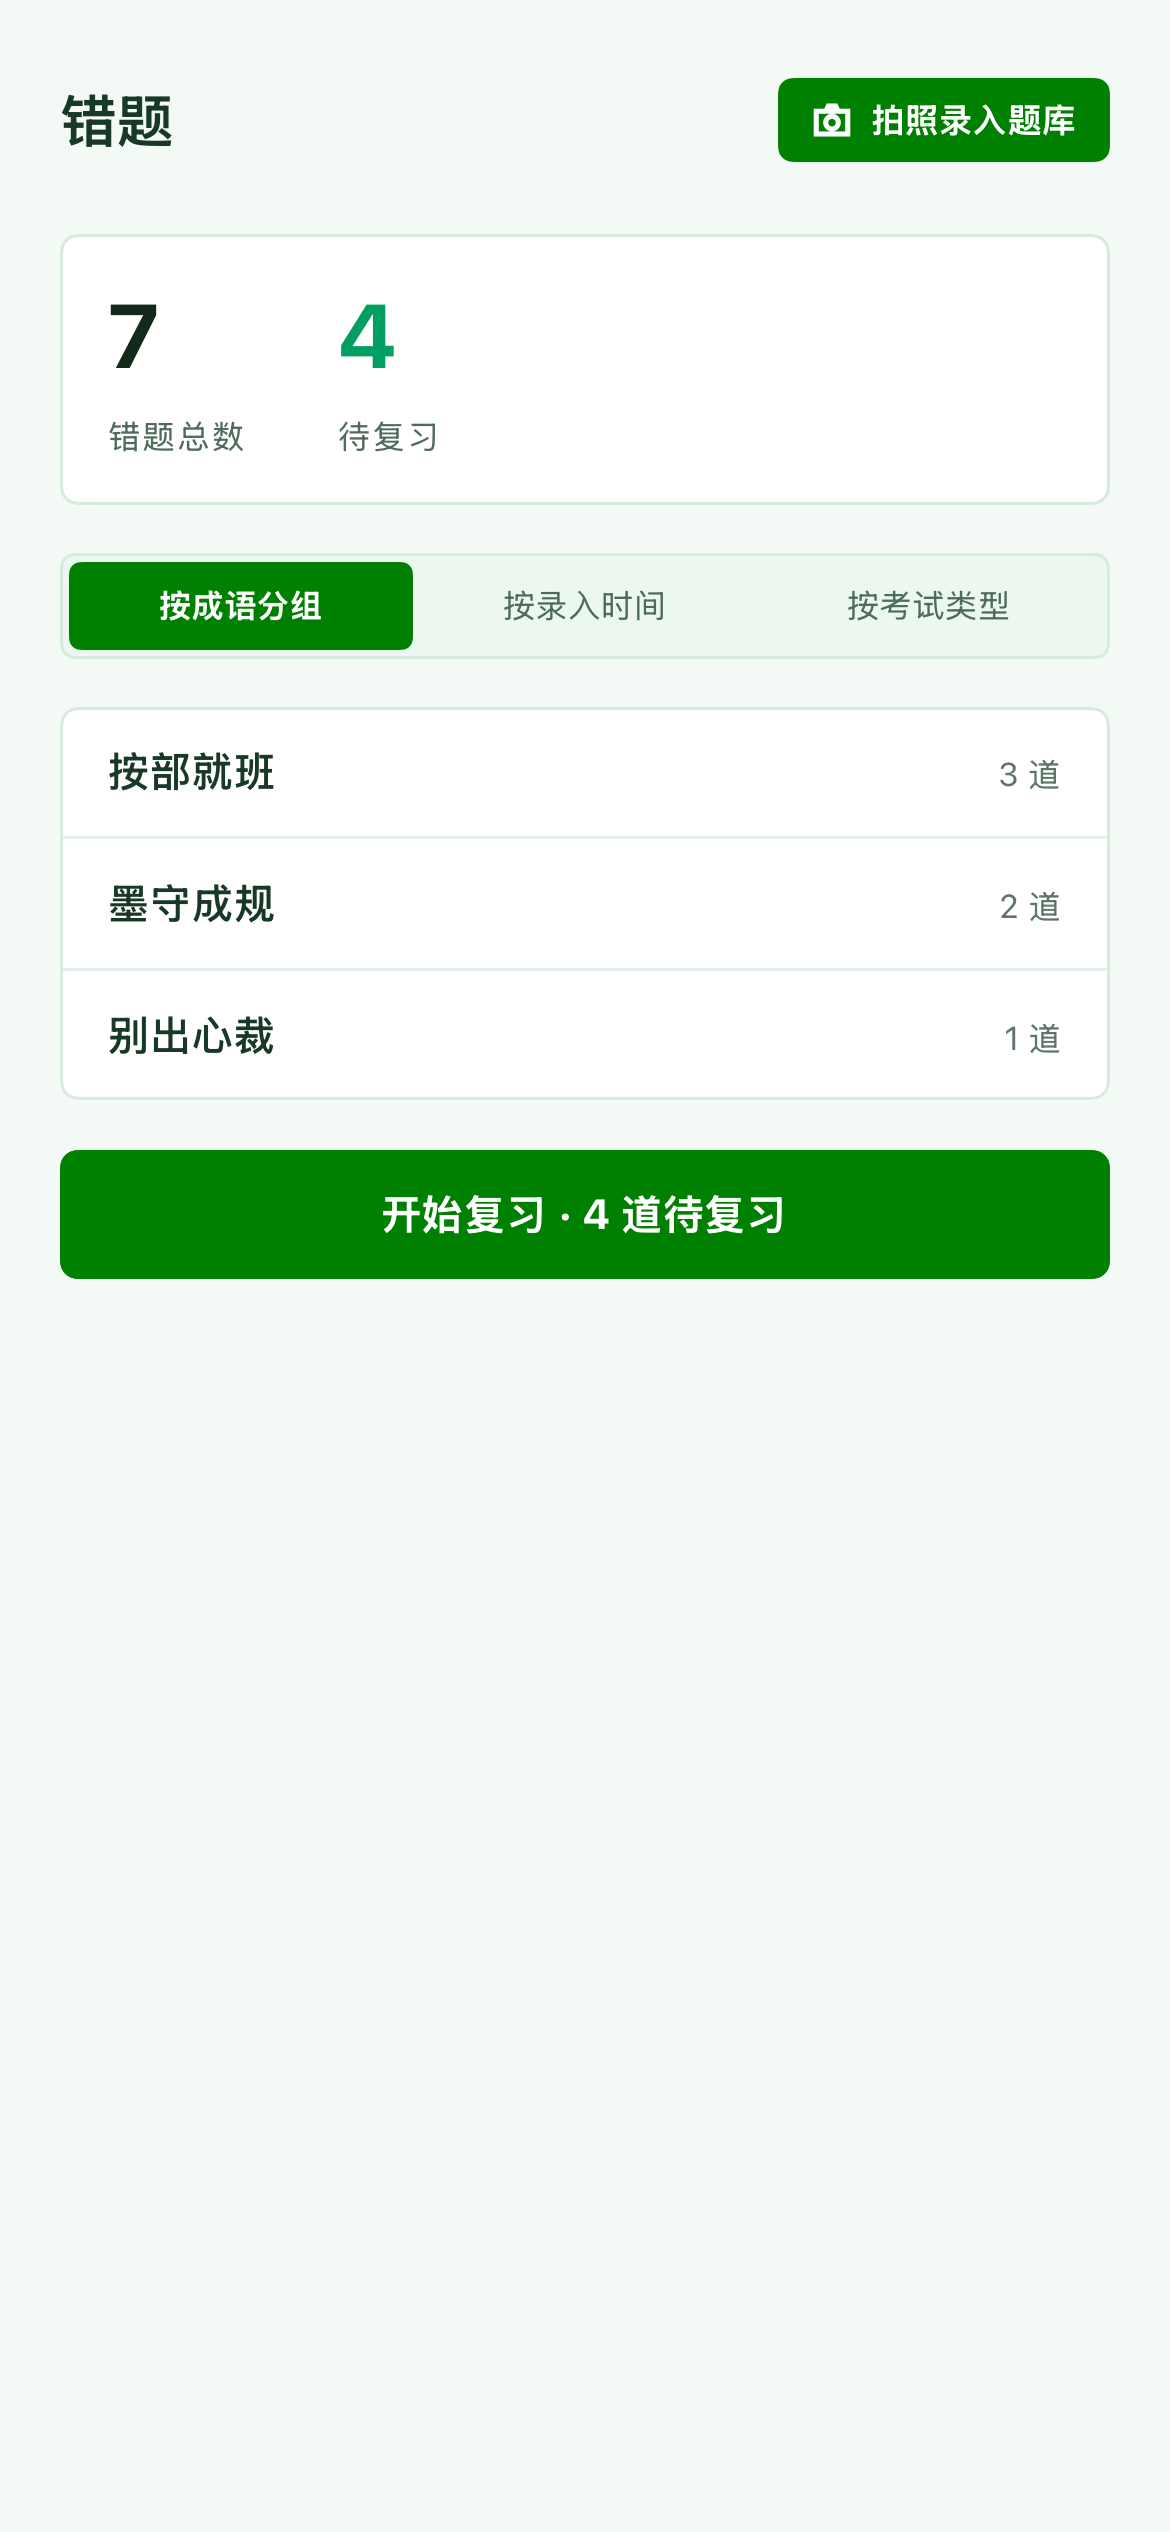 错题
拍照录入题库
7
4
错题总数
待复习
按成语分组
按录入时间
按考试类型
按部就班
3 道
墨守成规
2 道
别出心裁
1 道
开始复习 · 4 道待复习